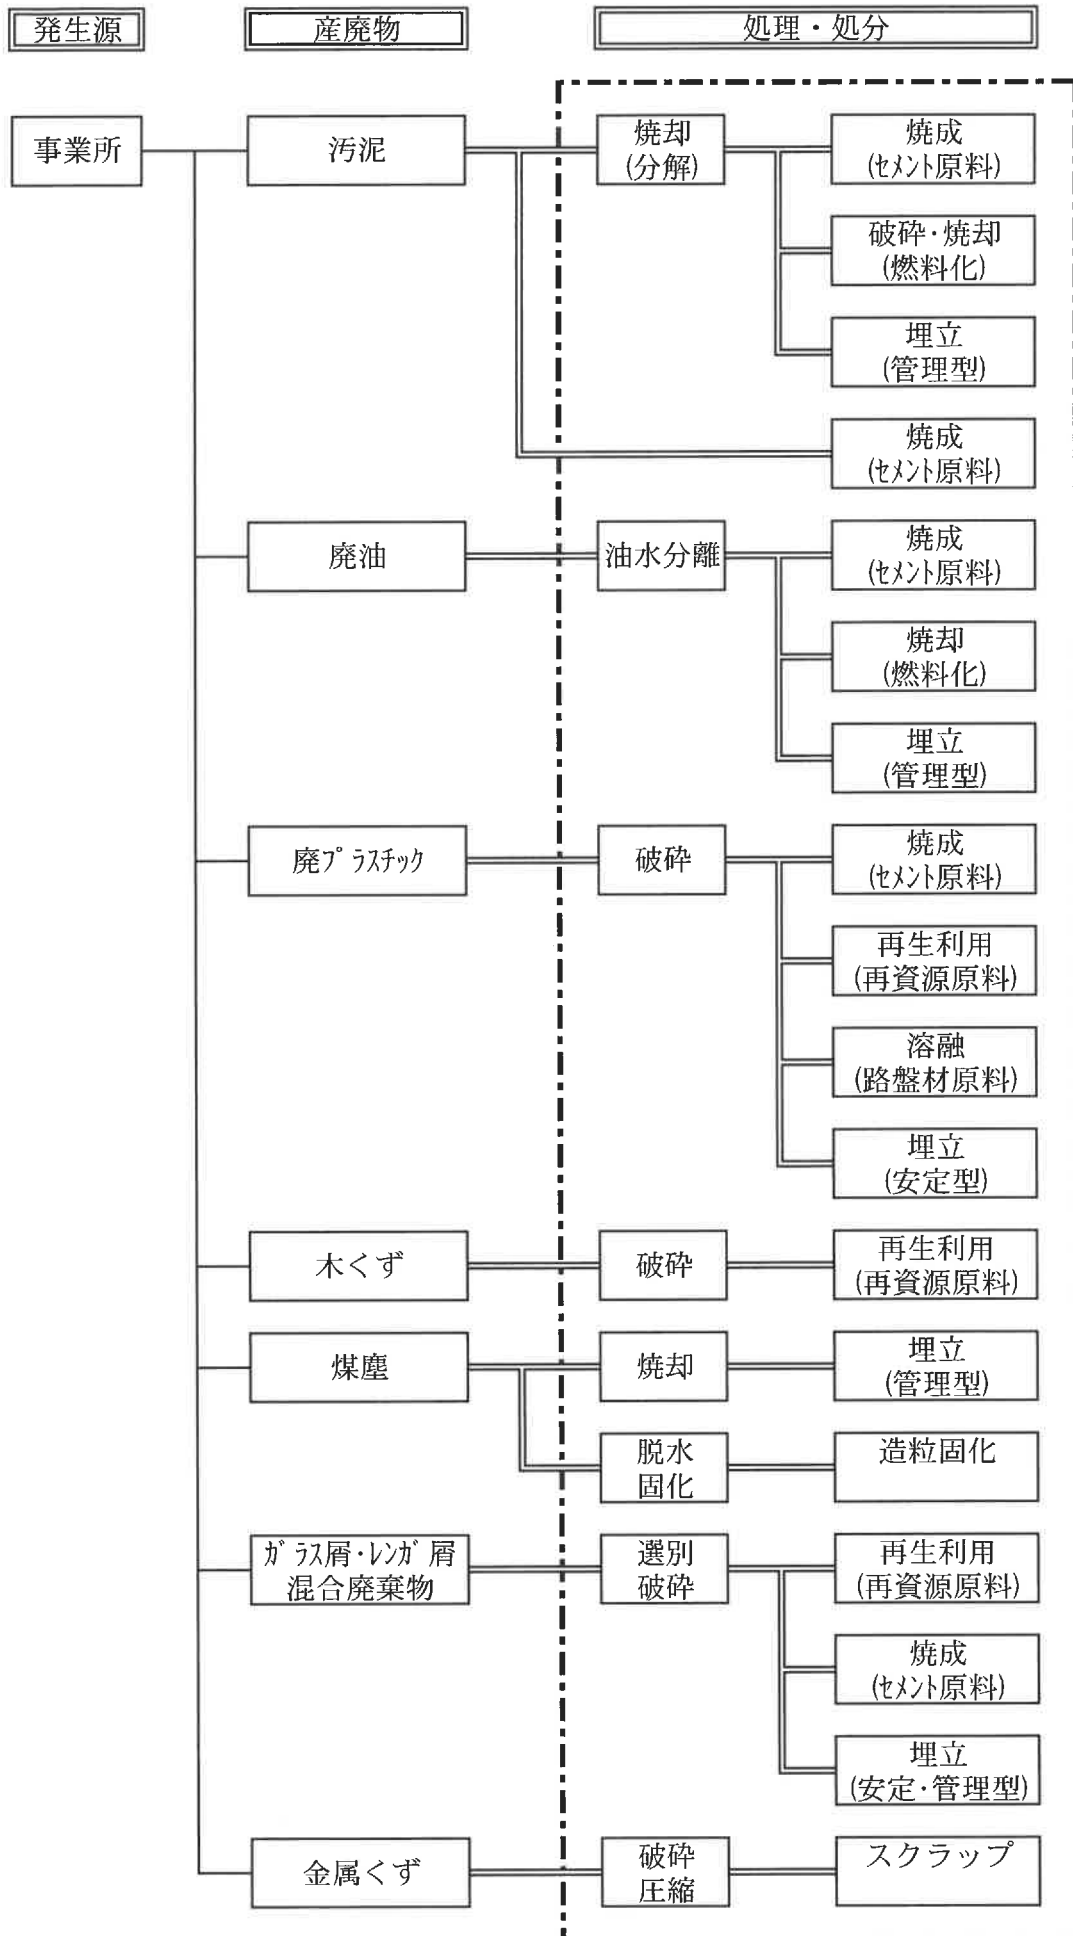 発生源
産廃物
処理・処分
事業所
汚泥
焼却
(分解)
焼成
(ｾﾒﾝﾄ原料)
破砕・焼却
(燃料化)
埋立
(管理型)
焼成
(ｾﾒﾝﾄ原料)
廃油
油水分離
焼成
(ｾﾒﾝﾄ原料)
焼却
(燃料化)
埋立
(管理型)
廃ﾌﾟﾗｽﾁｯｸ
破砕
焼成
(ｾﾒﾝﾄ原料)
再生利用
(再資源原料)
溶融
(路盤材原料)
埋立
(安定型)
木くず
破砕
再生利用
(再資源原料)
煤塵
焼却
埋立
(管理型)
脱水
固化
造粒固化
ｶﾞﾗｽ屑・ﾚﾝｶﾞ屑
混合廃棄物
選別
破砕
再生利用
(再資源原料)
焼成
(ｾﾒﾝﾄ原料)
埋立
(安定・管理型)
金属くず
破砕
圧縮
スクラップ